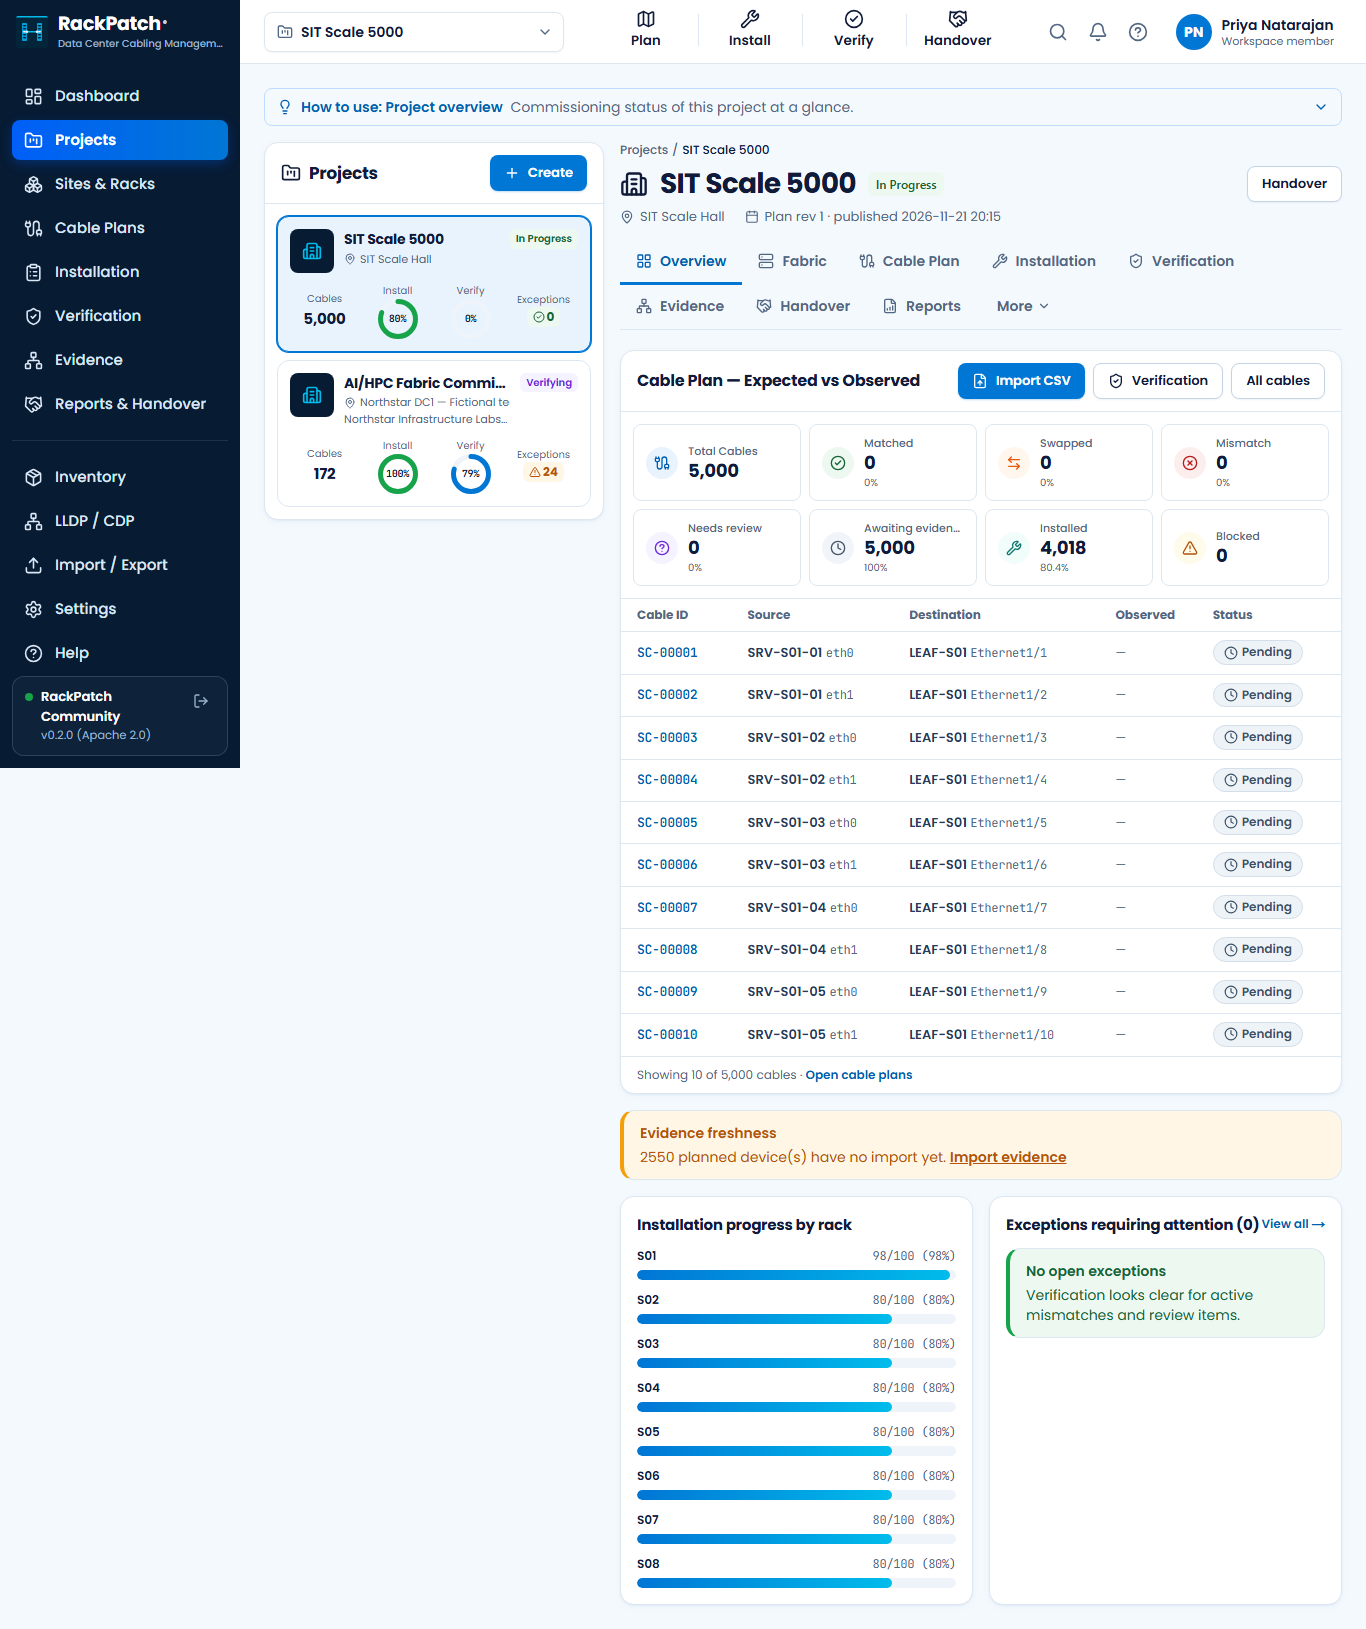 RackPatch
Data Center Cabling Managem...
Dashboard
Projects
Sites & Racks
Cable Plans
Installation
Verification
Evidence
Reports & Handover
Inventory
LLDP / CDP
Import / Export
Settings
Help
RackPatch Community
v0.2.0 (Apache 2.0)
SIT Scale 5000
Plan
Install
Verify
Handover
PN
Priya Natarajan
Workspace member
How to use: Project overview Commissioning status of this project at a glance.
Projects
+ Create
SIT Scale 5000
In Progress
SIT Scale Hall
Cables
5,000
Install
80%
Verify
0%
Exceptions
0
AI/HPC Fabric Commi...
Verifying
Northstar DC1 — Fictional te
Northstar Infrastructure Labs...
Cables
172
Install
100%
Verify
79%
Exceptions
24
Projects / SIT Scale 5000
SIT Scale 5000
In Progress
Handover
SIT Scale Hall
Plan rev 1 · published 2026-11-21 20:15
Overview
Fabric
Cable Plan
Installation
Verification
Evidence
Handover
Reports
More
Cable Plan — Expected vs Observed
Import CSV
Verification
All cables
Total Cables
5,000
Matched
0
0%
Swapped
0
0%
Mismatch
0
0%
Needs review
0
0%
Awaiting eviden...
5,000
100%
Installed
4,018
80.4%
Blocked
0
Cable ID Source Destination Observed Status
SC-00001 SRV-S01-01 eth0 LEAF-S01 Ethernet1/1 — Pending
SC-00002 SRV-S01-01 eth1 LEAF-S01 Ethernet1/2 — Pending
SC-00003 SRV-S01-02 eth0 LEAF-S01 Ethernet1/3 — Pending
SC-00004 SRV-S01-02 eth1 LEAF-S01 Ethernet1/4 — Pending
SC-00005 SRV-S01-03 eth0 LEAF-S01 Ethernet1/5 — Pending
SC-00006 SRV-S01-03 eth1 LEAF-S01 Ethernet1/6 — Pending
SC-00007 SRV-S01-04 eth0 LEAF-S01 Ethernet1/7 — Pending
SC-00008 SRV-S01-04 eth1 LEAF-S01 Ethernet1/8 — Pending
SC-00009 SRV-S01-05 eth0 LEAF-S01 Ethernet1/9 — Pending
SC-00010 SRV-S01-05 eth1 LEAF-S01 Ethernet1/10 — Pending
Showing 10 of 5,000 cables · Open cable plans
Evidence freshness
2550 planned device(s) have no import yet. Import evidence
Installation progress by rack
S01 98/100 (98%)
S02 80/100 (80%)
S03 80/100 (80%)
S04 80/100 (80%)
S05 80/100 (80%)
S06 80/100 (80%)
S07 80/100 (80%)
S08 80/100 (80%)
Exceptions requiring attention (0) View all →
No open exceptions
Verification looks clear for active
mismatches and review items.